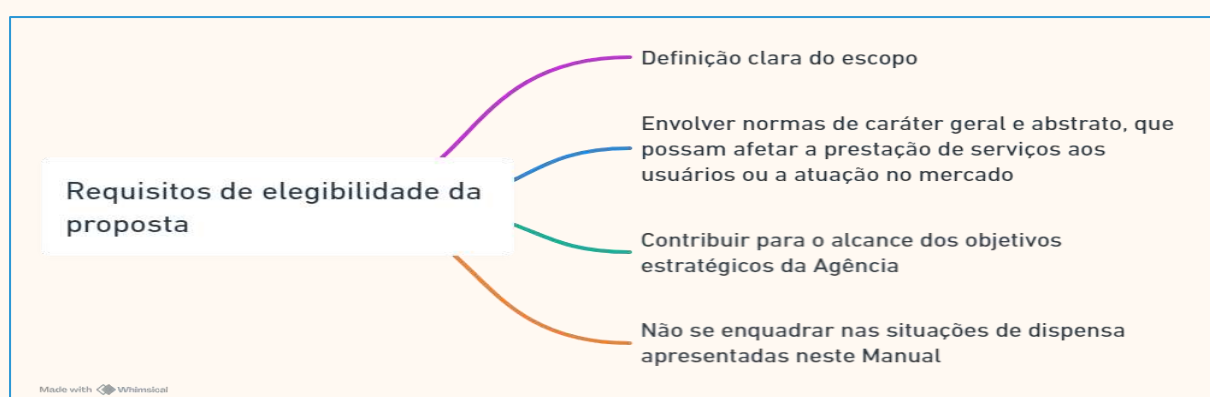 Requisitos de elegibilidade da
proposta
Definição clara do escopo
Envolver normas de caráter geral e abstrato, que
possam afetar a prestação de serviços aos
usuários ou a atuação no mercado
Contribuir para o alcance dos objetivos
estratégicos da Agência
Não se enquadrar nas situações de dispensa
apresentadas neste Manual
Made with Whimsical